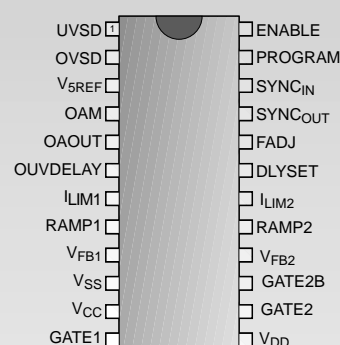 UVSD 1 ENABLE
OVSD PROGRAM
V5REF SYNCIN
OAM SYNCOUT
OAOUT FADJ
OUVDELAY DLYSET
ILIM1 ILIM2
RAMP1 RAMP2
VFB1 VFB2
VSS GATE2B
VCC GATE2
GATE1 VDD